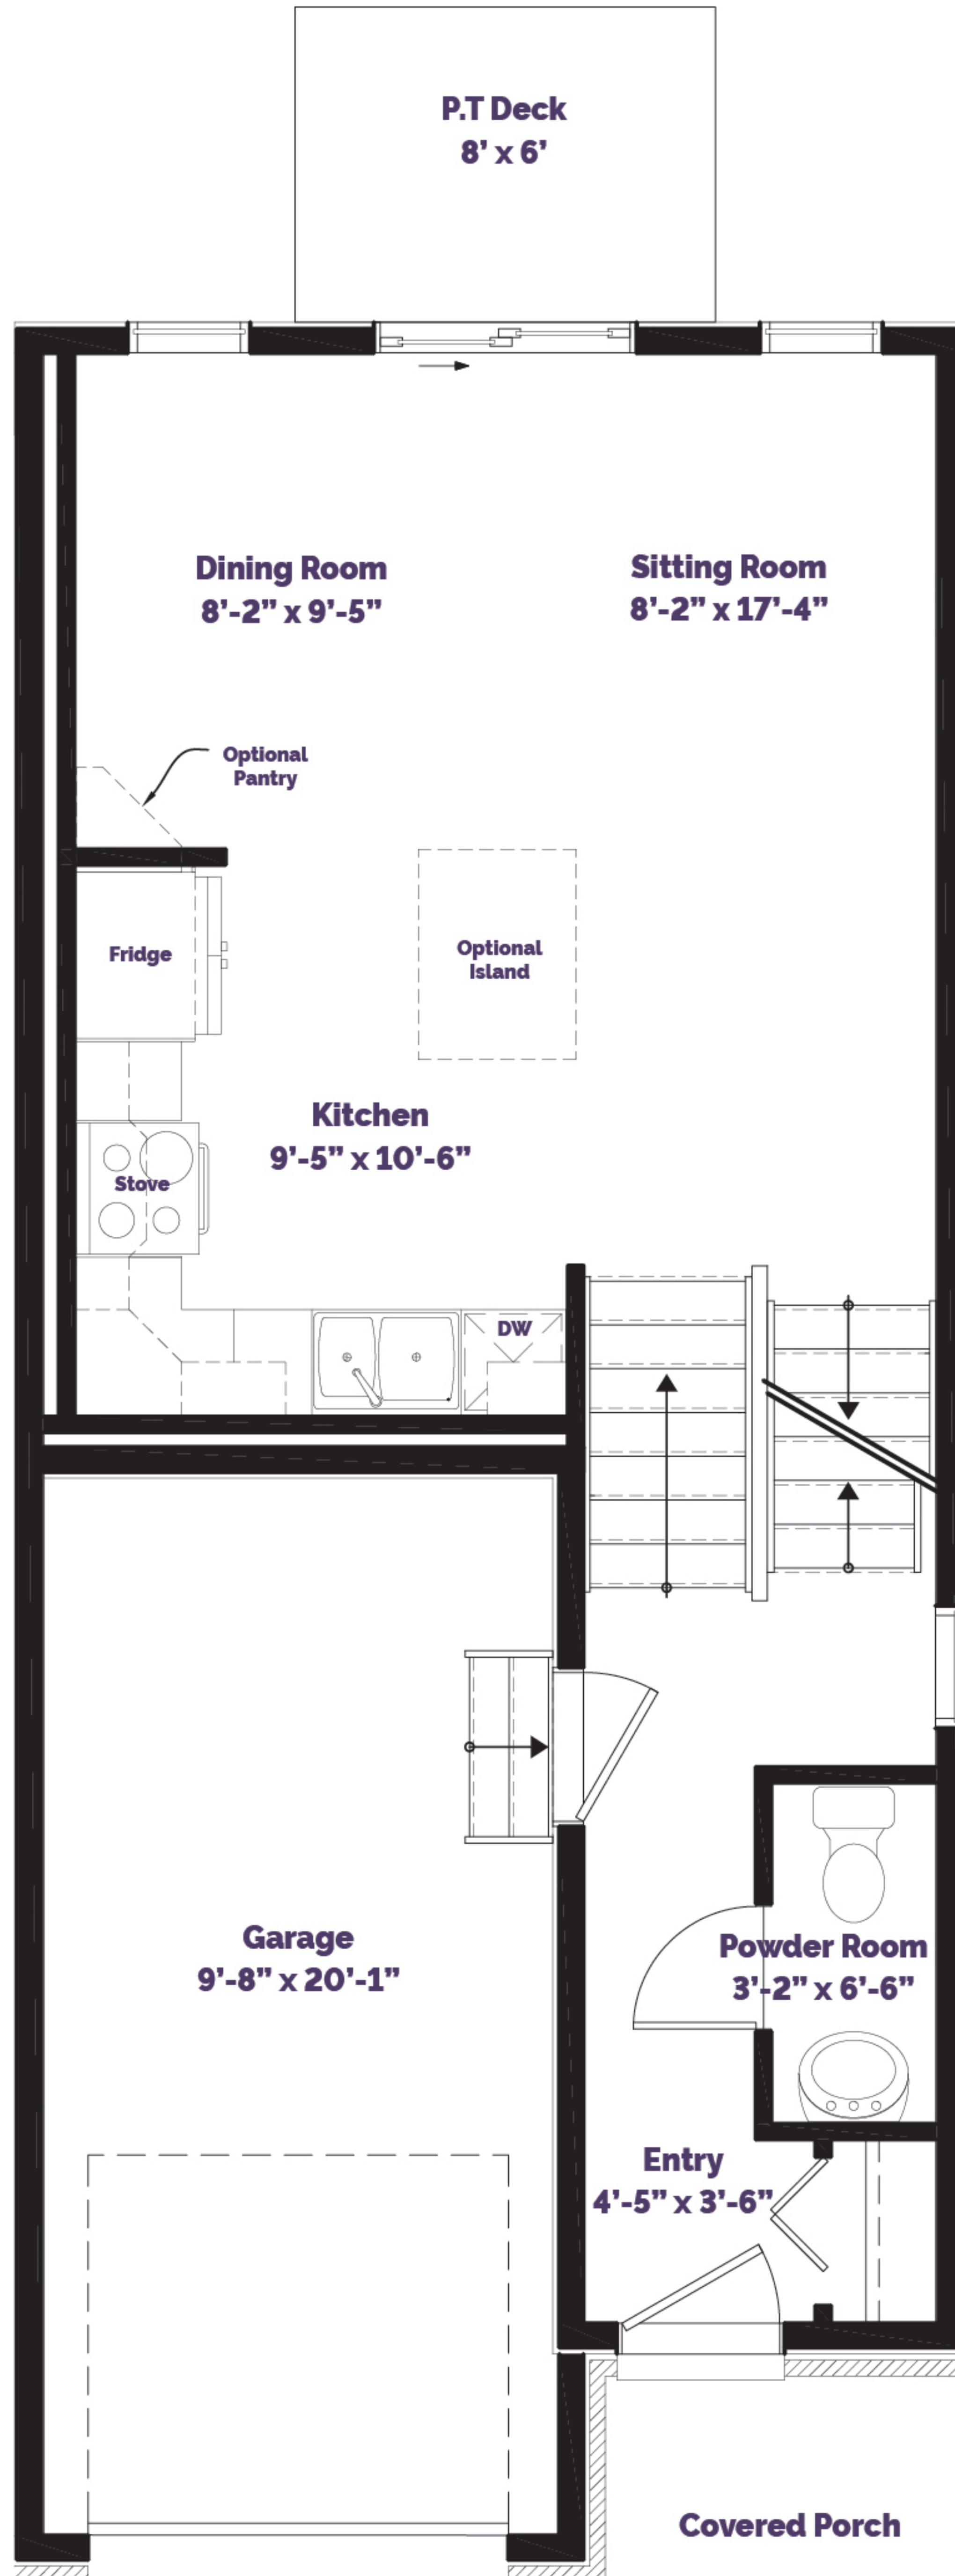 P.T Deck
8’ x 6’
Dining Room
8’-2” x 9’-5”
Sitting Room
8’-2” x 17’-4”
Optional
Pantry
Fridge
Optional
Island
Kitchen
9’-5” x 10’-6”
Stove
DW
Garage
9’-8” x 20’-1”
Powder Room
3’-2” x 6’-6”
Entry
4’-5” x 3’-6”
Covered Porch